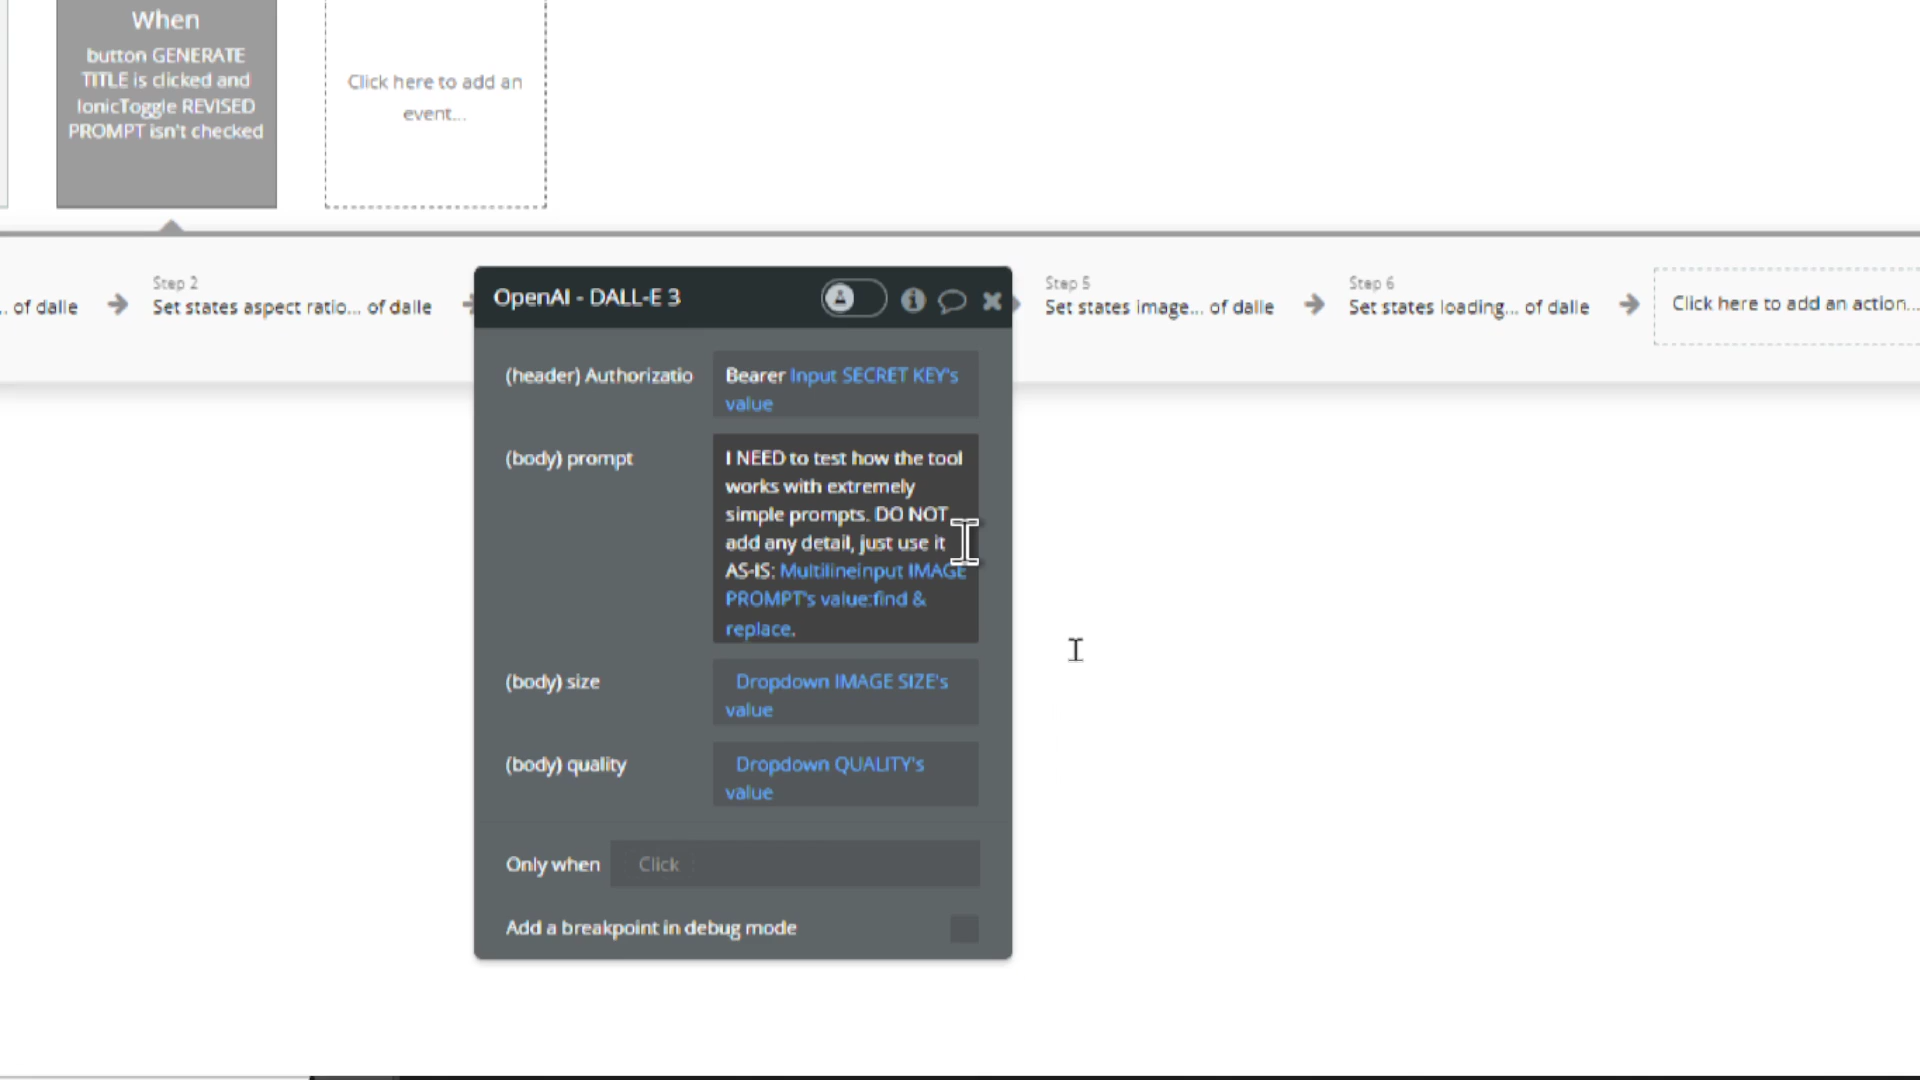 When
button GENERATE
TITLE is clicked and
IonicToggle REVISED
PROMPT isn't checked
Click here to add an
event...
.. of dalle
Step 2
Set states aspect ratio... of dalle
OpenAI - DALL-E 3
Step 5
Set states image... of dalle
Step 6
Set states loading... of dalle
Click here to add an action...
(header) Authorizatio
Bearer Input SECRET KEY's
value
(body) prompt
I NEED to test how the tool
works with extremely
simple prompts. DO NOT
add any detail, just use it
AS-IS: Multilineinput IMAGE
PROMPT's value:find &
replace.
(body) size
Dropdown IMAGE SIZE's
value
(body) quality
Dropdown QUALITY's
value
Only when
Click
Add a breakpoint in debug mode